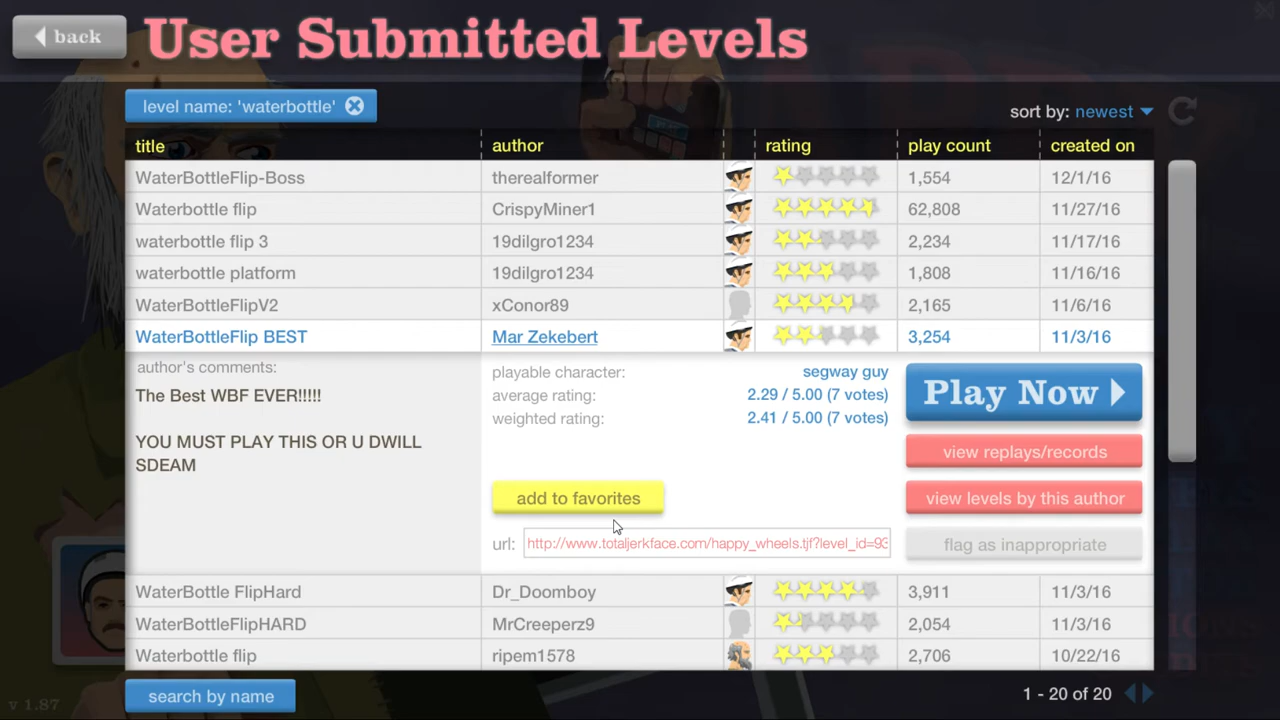 back
User Submitted Levels
level name: 'waterbottle'
sort by: newest
title author rating play count created on
WaterBottleFlip-Boss therealformer 1,554 12/1/16
Waterbottle flip CrispyMiner1 62,808 11/27/16
waterbottle flip 3 19dilgro1234 2,234 11/17/16
waterbottle platform 19dilgro1234 1,808 11/16/16
WaterBottleFlipV2 xConor89 2,165 11/6/16
WaterBottleFlip BEST Mar Zekebert 3,254 11/3/16
author's comments:
The Best WBF EVER!!!!!
YOU MUST PLAY THIS OR U DWILL
SDEAM
playable character: segway guy
average rating: 2.29 / 5.00 (7 votes)
weighted rating: 2.41 / 5.00 (7 votes)
add to favorites
url: http://www.totaljerkface.com/happy_wheels.tjf?level_id=93
Play Now
view replays/records
view levels by this author
flag as inappropriate
WaterBottle FlipHard Dr_Doomboy 3,911 11/3/16
WaterBottleFlipHARD MrCreeperz9 2,054 11/3/16
Waterbottle flip ripem1578 2,706 10/22/16
search by name
1 - 20 of 20
v 1.87